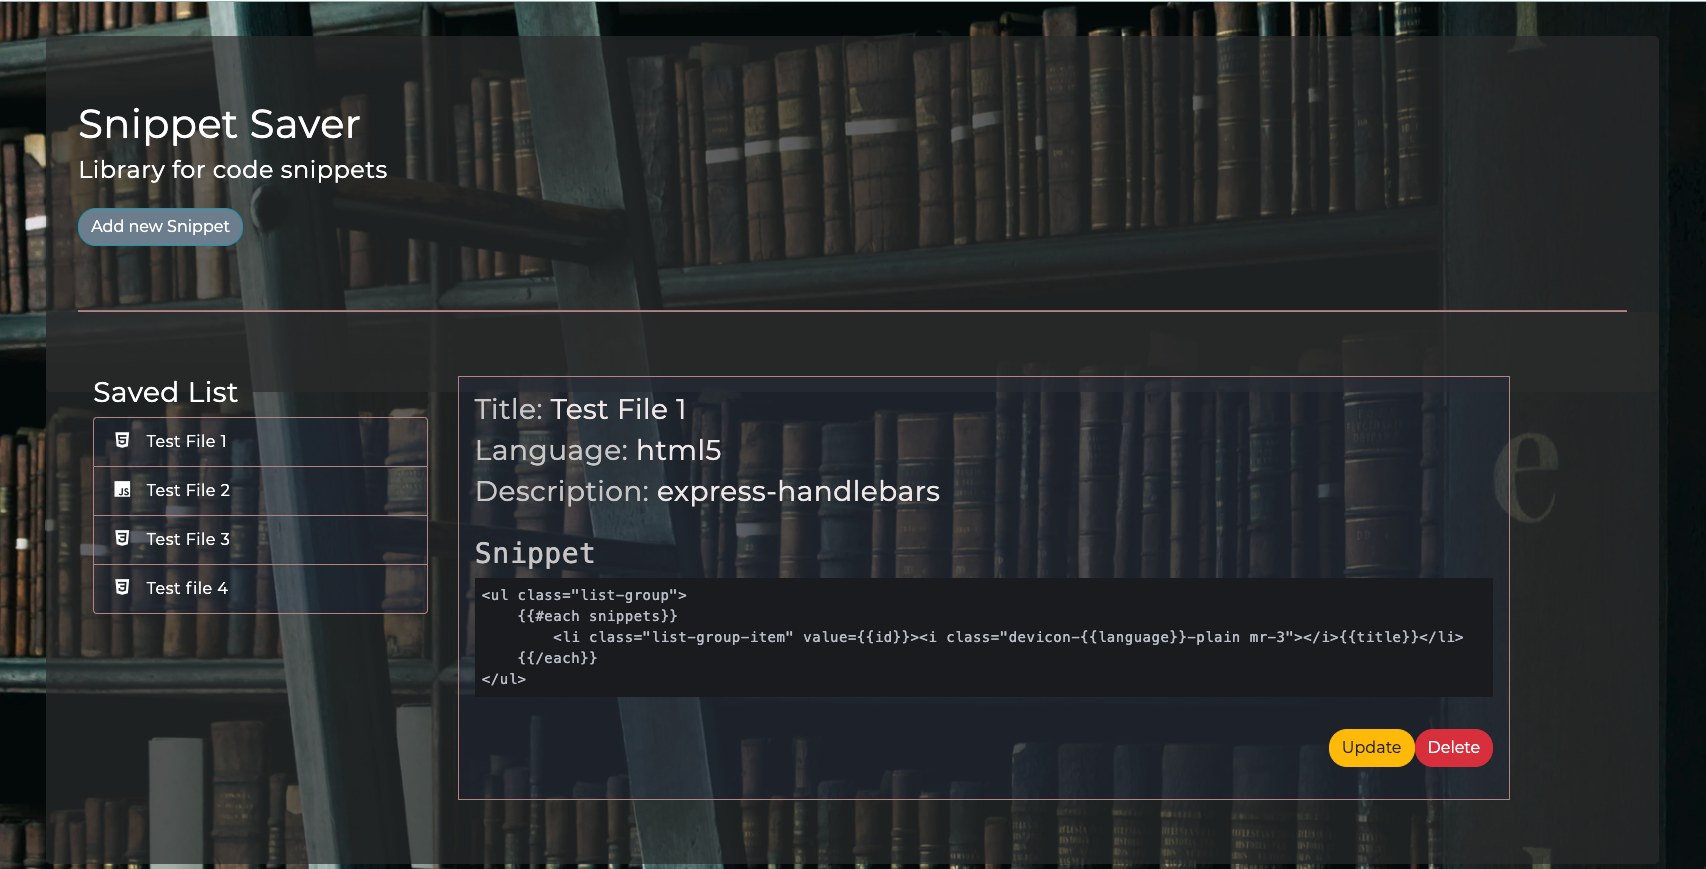 Snippet Saver
Library for code snippets
Add new Snippet
Saved List
Test File 1
Test File 2
Test File 3
Test file 4
Title: Test File 1
Language: html5
Description: express-handlebars
Snippet
<ul class="list-group">
    {{#each snippets}}
        <li class="list-group-item" value={{id}}><i class="devicon-{{language}}-plain mr-3"></i>{{title}}</li>
    {{/each}}
</ul>
Update
Delete